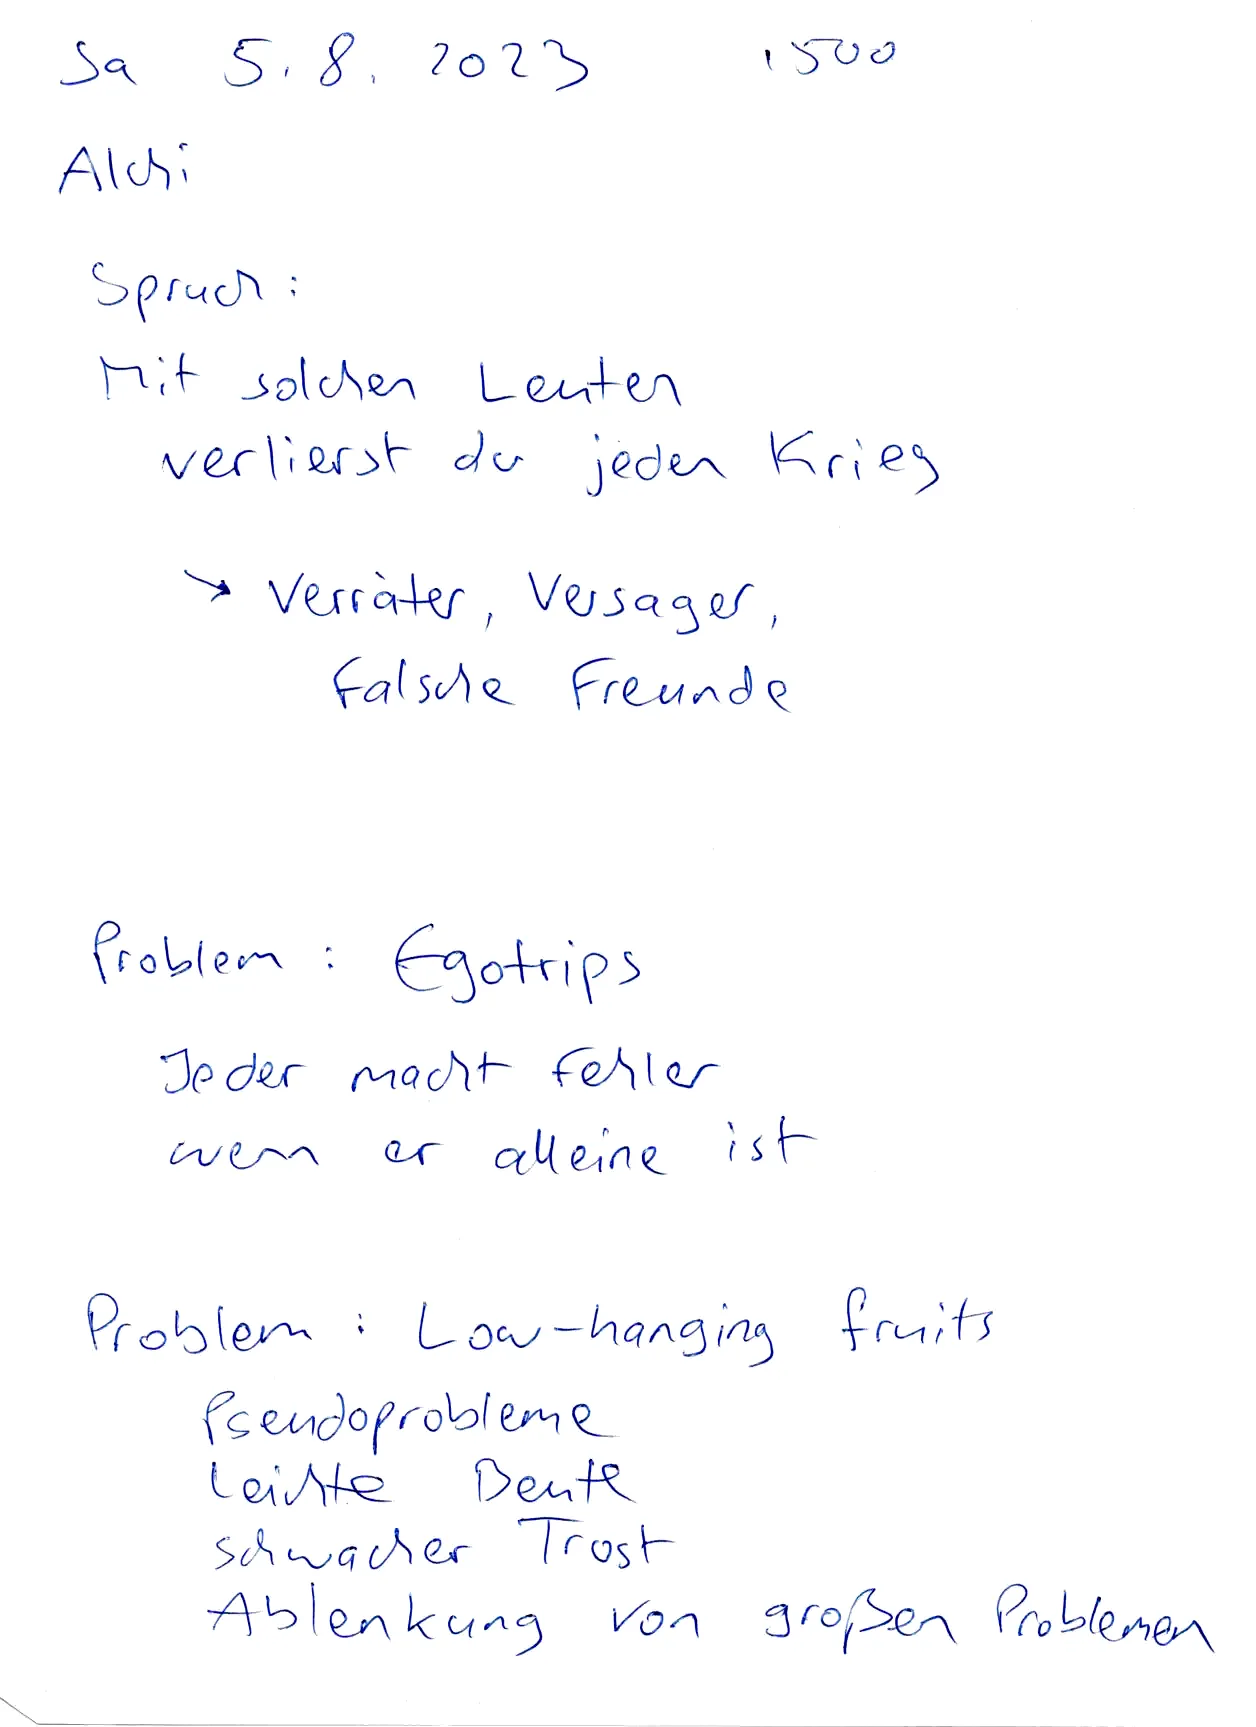 Sa 5.8.2023 1500
Alchi
Spruch:
Mit solchen Leuten
verlierst du jeden Krieg
→ Verräter, Versager,
falsche Freunde
Problem: Egotrips
Jeder macht Fehler
wenn er alleine ist
Problem: Low-hanging fruits
Pseudoprobleme
leichte Beute
schwacher Trost
Ablenkung von großen Problemen